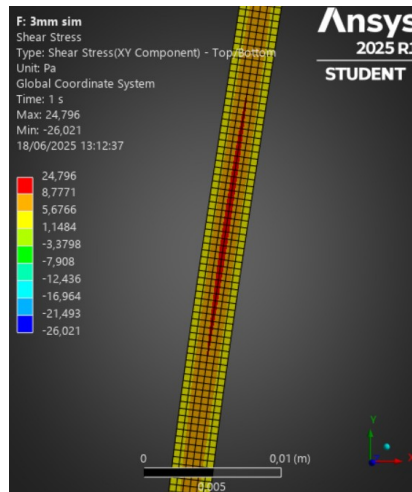 F: 3mm sim
Shear Stress
Type: Shear Stress(XY Component) - Top/Bottom
Unit: Pa
Global Coordinate System
Time: 1 s
Max: 24,796
Min: -26,021
18/06/2025 13:12:37
Ansys
2025 R1
STUDENT
24,796
8,7771
5,6766
1,1484
-3,3798
-7,908
-12,436
-16,964
-21,493
-26,021
0
0,01 (m)
0,005
Y
X